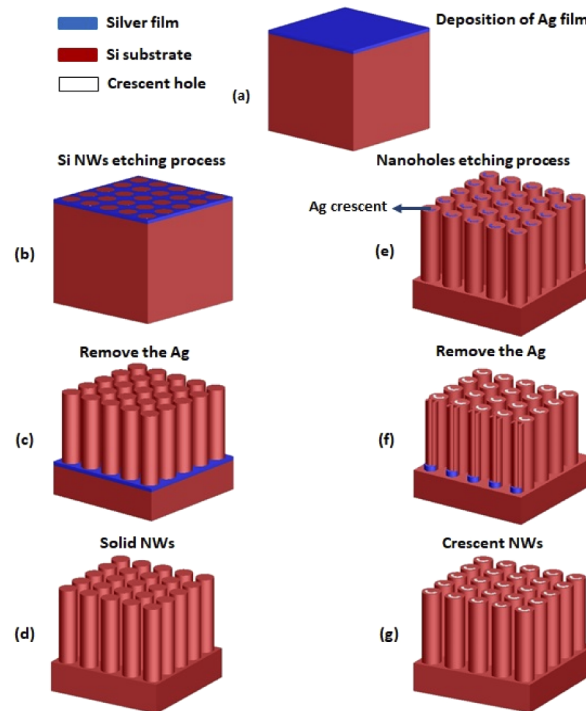 Silver film
Si substrate
Crescent hole
Deposition of Ag film
(a)
Si NWs etching process
(b)
Nanoholes etching process
Ag crescent
(e)
Remove the Ag
(c)
Remove the Ag
(f)
Solid NWs
(d)
Crescent NWs
(g)